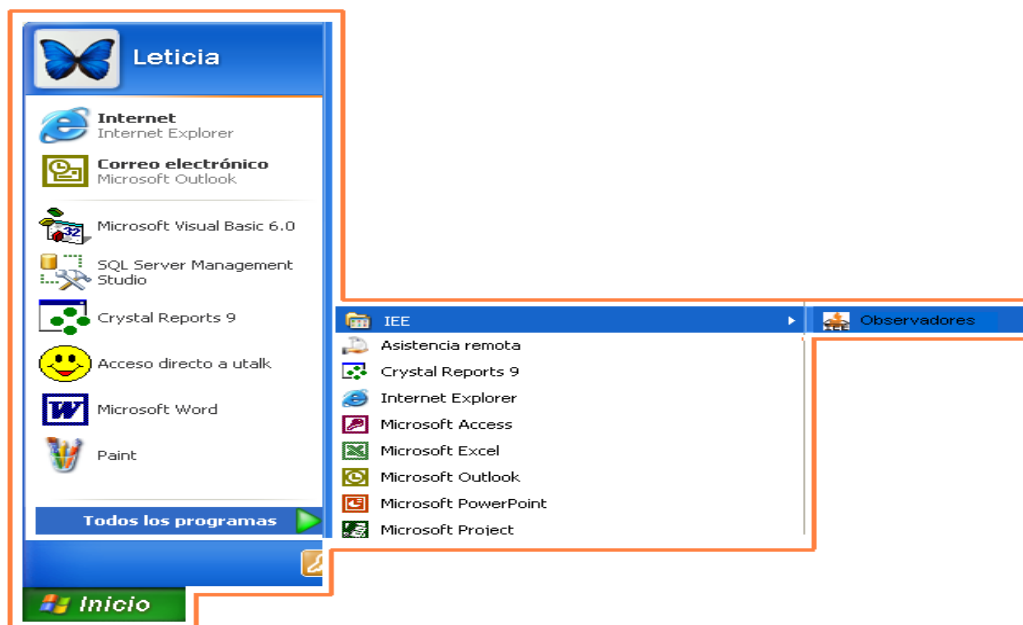 Leticia
Internet
Internet Explorer
Correo electrónico
Microsoft Outlook
Microsoft Visual Basic 6.0
SQL Server Management
Studio
Crystal Reports 9
Acceso directo a utalk
Microsoft Word
Paint
Todos los programas
Inicio
IEE
Asistencia remota
Crystal Reports 9
Internet Explorer
Microsoft Access
Microsoft Excel
Microsoft Outlook
Microsoft PowerPoint
Microsoft Project
Observadores